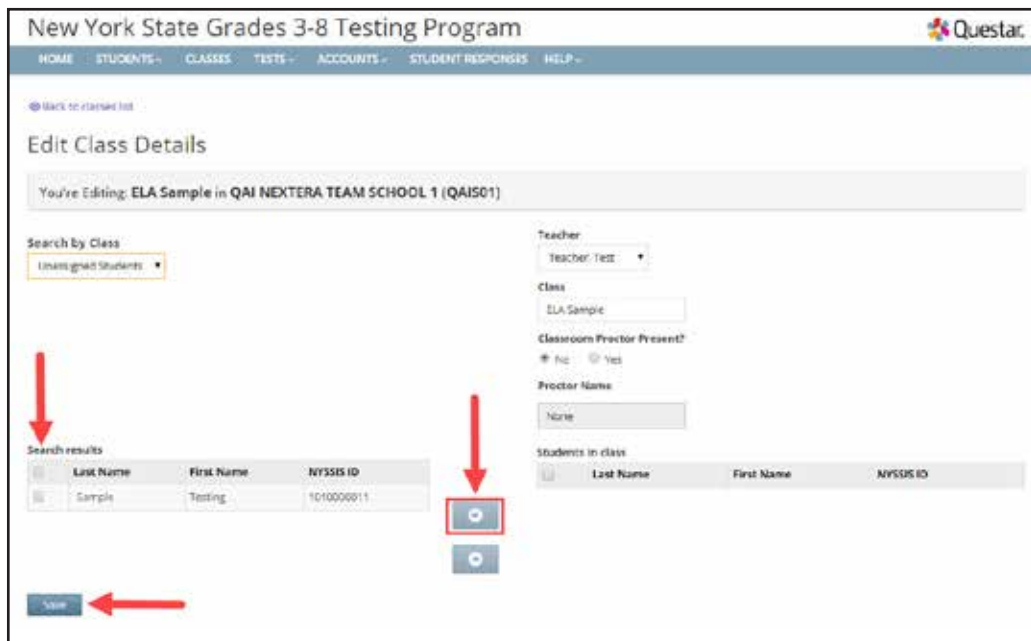 New York State Grades 3-8 Testing Program
Questar
HOME STUDENTS CLASSES TESTS ACCOUNTS STUDENT RESPONSES HELP
Back to classes list
Edit Class Details
You're Editing: ELA Sample in QAI NEXTERA TEAM SCHOOL 1 (QAIS01)
Search by Class
Unassigned Students
Teacher
Teacher, Test
Class
ELA Sample
Classroom Proctor Present?
No Yes
Proctor Name
None
Search results
Last Name First Name NYSSIS ID
Sample Testing 1010000011
Students in class
Last Name First Name NYSSIS ID
Save